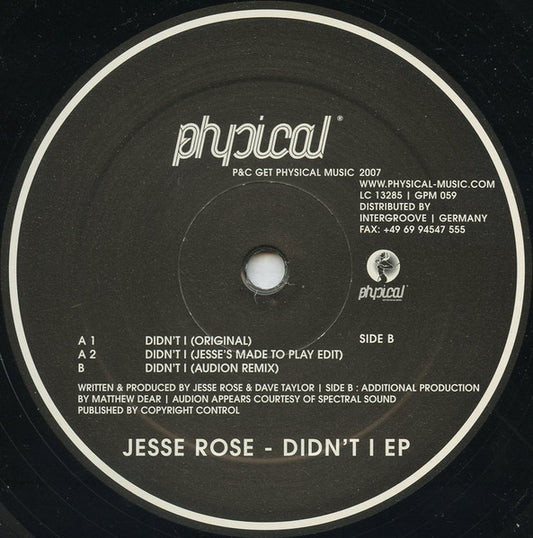 physical®
P&C GET PHYSICAL MUSIC 2007
WWW.PHYSICAL-MUSIC.COM
LC 13285 | GPM 059
DISTRIBUTED BY
INTERGROOVE | GERMANY
FAX: +49 69 94547 555
physical
A 1 DIDN'T I (ORIGINAL) SIDE B
A 2 DIDN'T I (JESSE'S MADE TO PLAY EDIT)
B DIDN'T I (AUDION REMIX)
WRITTEN & PRODUCED BY JESSE ROSE & DAVE TAYLOR | SIDE B : ADDITIONAL PRODUCTION
BY MATTHEW DEAR | AUDION APPEARS COURTESY OF SPECTRAL SOUND
PUBLISHED BY COPYRIGHT CONTROL
JESSE ROSE - DIDN'T I EP